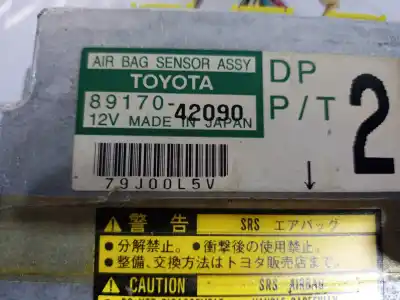 AIR BAG SENSOR ASSY
TOYOTA
89170-42090
12V MADE IN JAPAN
DP
P/T 2
79J00L5V
警告 SRS エアバッグ
●分解禁止。●衝撃後の使用禁止。
●整備、交換方法はトヨタ販売店まで。
CAUTION SRS AIRBAG